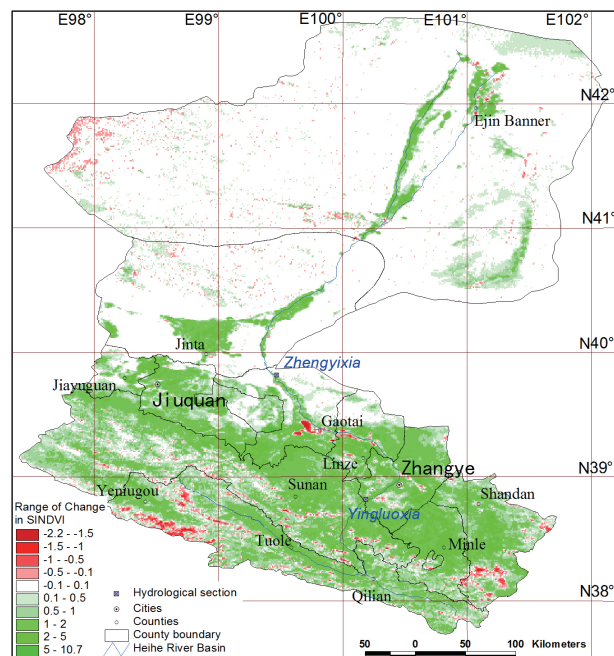 E98° E99° E100° E101° E102°
N42°
Ejin Banner
N41°
Jinta
N40°
Zhengyixia
Jiayuguan
Jiuquan
Gaotai
Linze
Zhangye
N39°
Sunan
Yeniugou
Shandan
Yingluoxia
Tuole
Minle
Qilian
N38°
Range of Change
in SINDVI
-2.2 - -1.5
-1.5 - -1
-1 - -0.5
-0.5 - -0.1
-0.1 - 0.1
0.1 - 0.5
0.5 - 1
1 - 2
2 - 5
5 - 10.7
Hydrological section
Cities
Counties
County boundary
Heihe River Basin
50 0 50 100 Kilometers